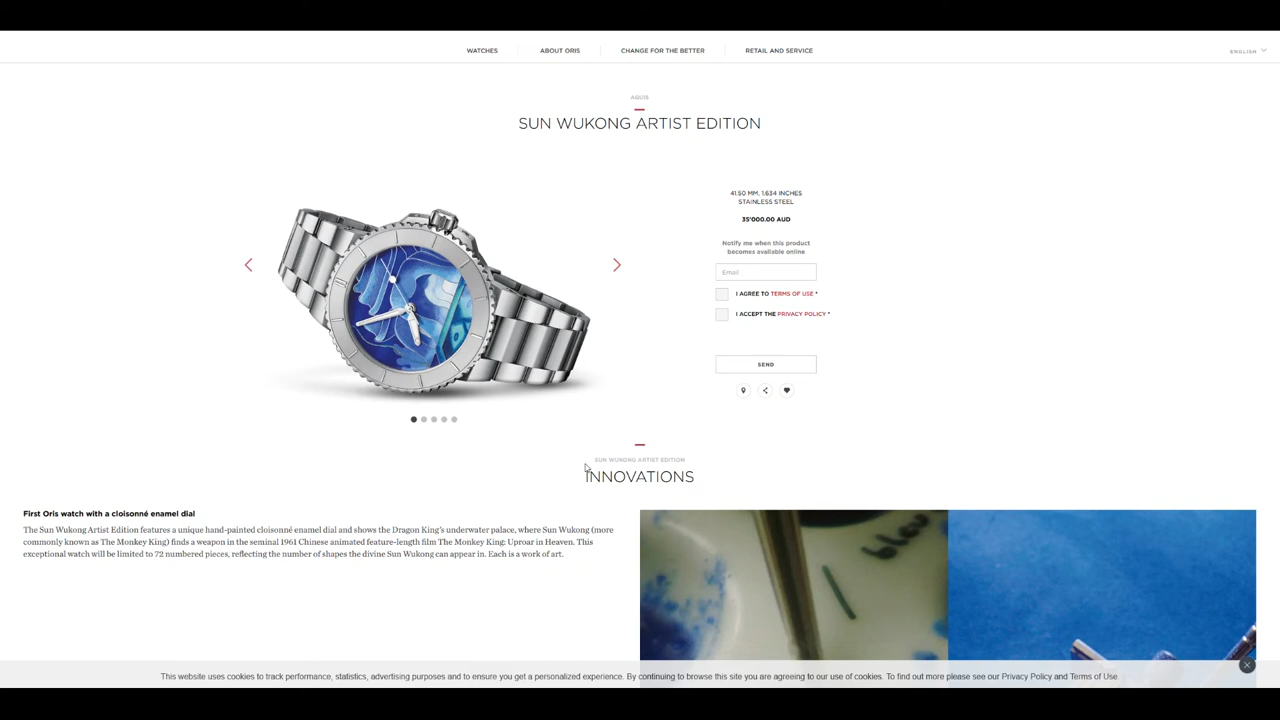 WATCHES
ABOUT ORIS
CHANGE FOR THE BETTER
RETAIL AND SERVICE
ENGLISH
AQUIS
SUN WUKONG ARTIST EDITION
41.50 MM, 1.634 INCHES
STAINLESS STEEL
35'000.00 AUD
Notify me when this product
becomes available online
Email
I AGREE TO TERMS OF USE *
I ACCEPT THE PRIVACY POLICY *
SEND
SUN WUKONG ARTIST EDITION
INNOVATIONS
First Oris watch with a cloisonné enamel dial
The Sun Wukong Artist Edition features a unique hand-painted cloisonné enamel dial and shows the Dragon King's underwater palace, where Sun Wukong (more
commonly known as The Monkey King) finds a weapon in the seminal 1961 Chinese animated feature-length film The Monkey King: Uproar in Heaven. This
exceptional watch will be limited to 72 numbered pieces, reflecting the number of shapes the divine Sun Wukong can appear in. Each is a work of art.
This website uses cookies to track performance, statistics, advertising purposes and to ensure you get a personalized experience. By continuing to browse this site you are agreeing to our use of cookies. To find out more please see our Privacy Policy and Terms of Use.